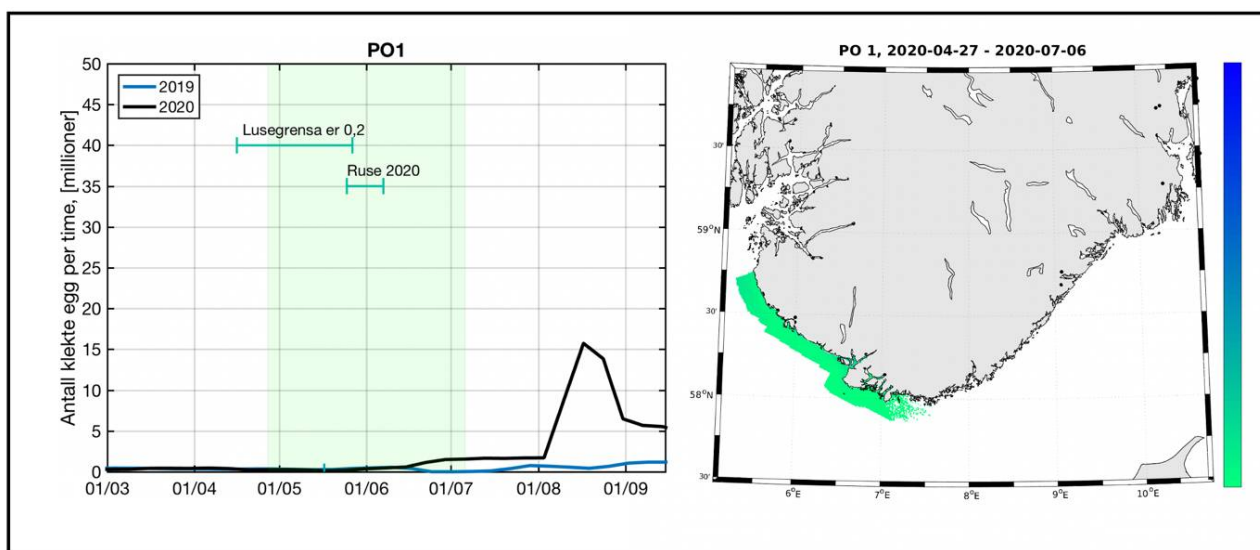 PO1
50
45
40
35
30
25
20
15
10
5
0
Antall klekte egg per time, [millioner]
2019
2020
Lusegrensa er 0,2
Ruse 2020
01/03 01/04 01/05 01/06 01/07 01/08 01/09
PO 1, 2020-04-27 - 2020-07-06
30'
59°N
30'
58°N
30'
6°E 7°E 8°E 9°E 10°E